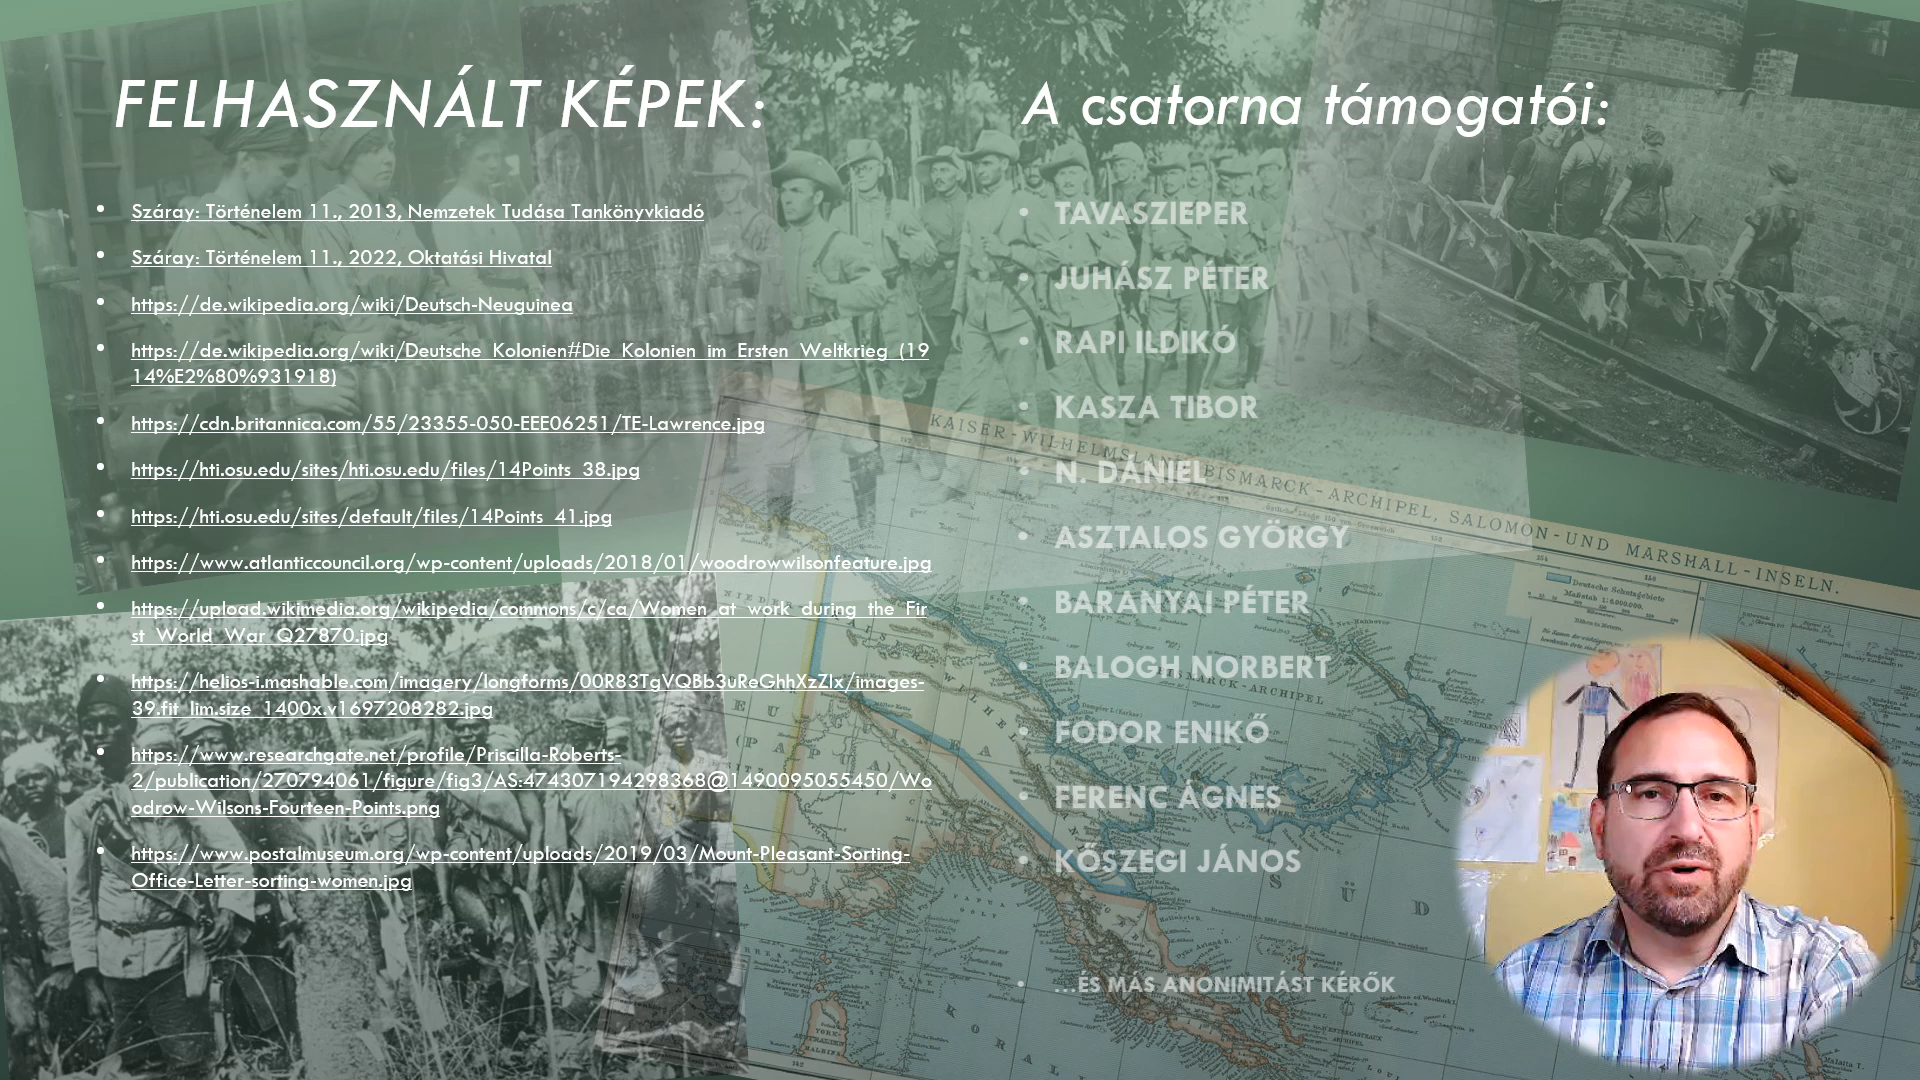 FELHASZNÁLT KÉPEK:
Száray: Történelem 11., 2013, Nemzetek Tudása Tankönyvkiadó
Száray: Történelem 11., 2022, Oktatási Hivatal
https://de.wikipedia.org/wiki/Deutsch-Neuguinea
https://de.wikipedia.org/wiki/Deutsche_Kolonien#Die_Kolonien_im_Ersten_Weltkrieg_(19
14%E2%80%931918)
https://cdn.britannica.com/55/23355-050-EEE06251/TE-Lawrence.jpg
https://hti.osu.edu/sites/hti.osu.edu/files/14Points_38.jpg
https://hti.osu.edu/sites/default/files/14Points_41.jpg
https://www.atlanticcouncil.org/wp-content/uploads/2018/01/woodrowwilsonfeature.jpg
https://upload.wikimedia.org/wikipedia/commons/c/ca/Women_at_work_during_the_Fir
st_World_War_Q27870.jpg
https://helios-i.mashable.com/imagery/longforms/00R83TgVQBb3uReGhhXzZlx/images-
39.fit_lim.size_1400x.v1697208282.jpg
https://www.researchgate.net/profile/Priscilla-Roberts-
2/publication/270794061/figure/fig3/AS:474307194298368@1490095055450/Wo
odrow-Wilsons-Fourteen-Points.png
https://www.postalmuseum.org/wp-content/uploads/2019/03/Mount-Pleasant-Sorting-
Office-Letter-sorting-women.jpg
A csatorna támogatói:
TAVASZIEPER
JUHÁSZ PÉTER
RAPI ILDIKÓ
KASZA TIBOR
N. DÁNIEL
ASZTALOS GYÖRGY
BARANYAI PÉTER
BALOGH NORBERT
FODOR ENIKŐ
FERENC ÁGNES
KŐSZEGI JÁNOS
...ÉS MÁS ANONIMITÁST KÉRŐK
KAISER-WILHELMSLAND, BISMARCK-ARCHIPEL, SALOMON- UND MARSHALL-INSELN.
Deutsche Schutzgebiete